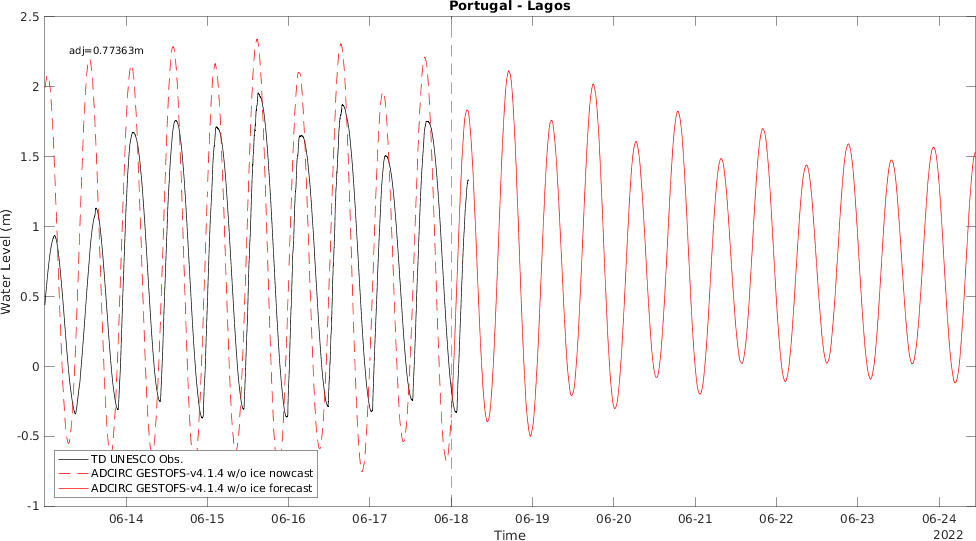 Portugal - Lagos
adj=0.77363m
Water Level (m)
2.5
2
1.5
1
0.5
0
-0.5
-1
TD UNESCO Obs.
ADCIRC GESTOFS-v4.1.4 w/o ice nowcast
ADCIRC GESTOFS-v4.1.4 w/o ice forecast
06-14 06-15 06-16 06-17 06-18 06-19 06-20 06-21 06-22 06-23 06-24
2022
Time